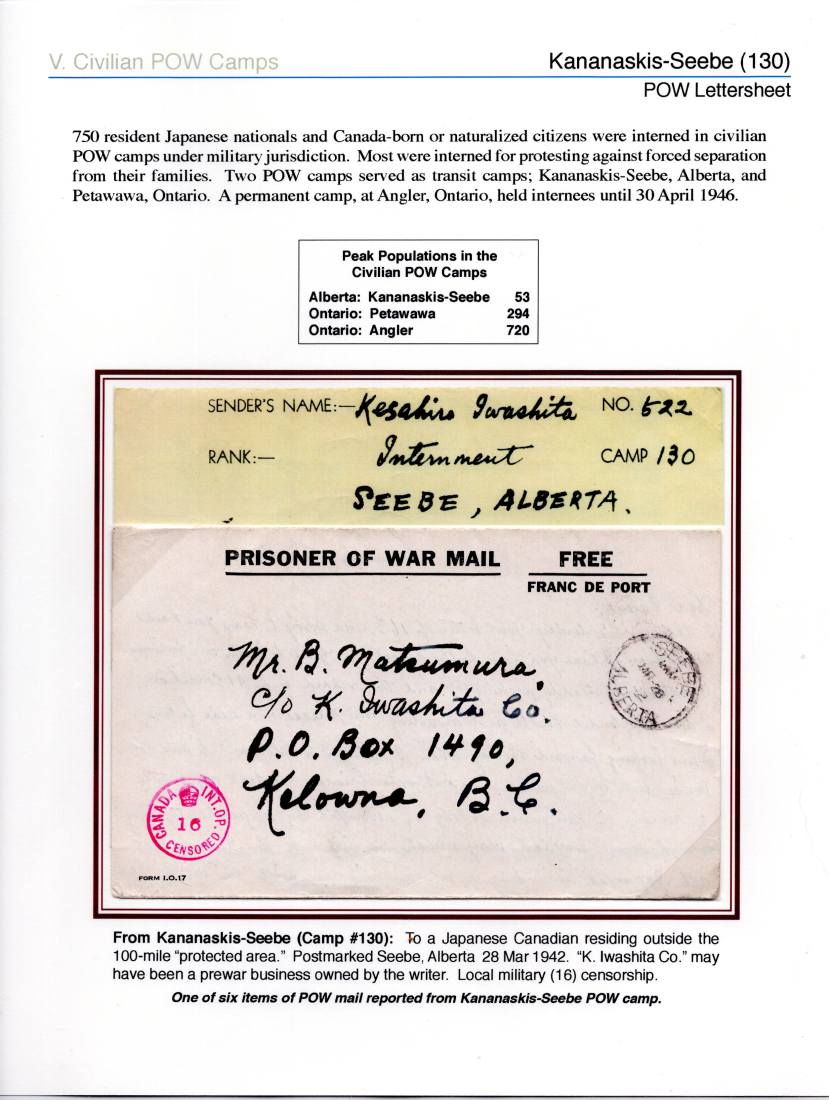 V. Civilian POW Camps
Kananaskis-Seebe (130)
POW Lettersheet
750 resident Japanese nationals and Canada-born or naturalized citizens were interned in civilian
POW camps under military jurisdiction. Most were interned for protesting against forced separation
from their families. Two POW camps served as transit camps; Kananaskis-Seebe, Alberta, and
Petawawa, Ontario. A permanent camp, at Angler, Ontario, held internees until 30 April 1946.
Peak Populations in the
Civilian POW Camps
Alberta: Kananaskis-Seebe 53
Ontario: Petawawa 294
Ontario: Angler 720
SENDER'S NAME:— Kesahiro Iwashita NO. 522
RANK:— Internment CAMP 130
SEEBE, ALBERTA.
PRISONER OF WAR MAIL FREE
FRANC DE PORT
Mr. B. Matsumura,
c/o K. Iwashita Co.
P.O. Box 1490,
Kelowna, B.C.
SEEBE
ALBERTA
CANADA INT. OP.
16
CENSORED
FORM I.O.17
From Kananaskis-Seebe (Camp #130): To a Japanese Canadian residing outside the
100-mile “protected area.” Postmarked Seebe, Alberta 28 Mar 1942. “K. Iwashita Co.” may
have been a prewar business owned by the writer. Local military (16) censorship.
One of six items of POW mail reported from Kananaskis-Seebe POW camp.